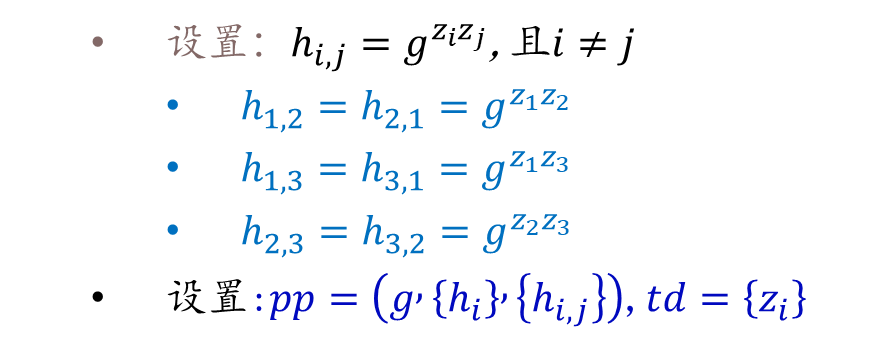 • 设置：h_{i,j} = g^{z_i z_j}, 且i ≠ j
• h_{1,2} = h_{2,1} = g^{z_1 z_2}
• h_{1,3} = h_{3,1} = g^{z_1 z_3}
• h_{2,3} = h_{3,2} = g^{z_2 z_3}
• 设置:pp = (g, {h_i}, {h_{i,j}}), td = {z_i}